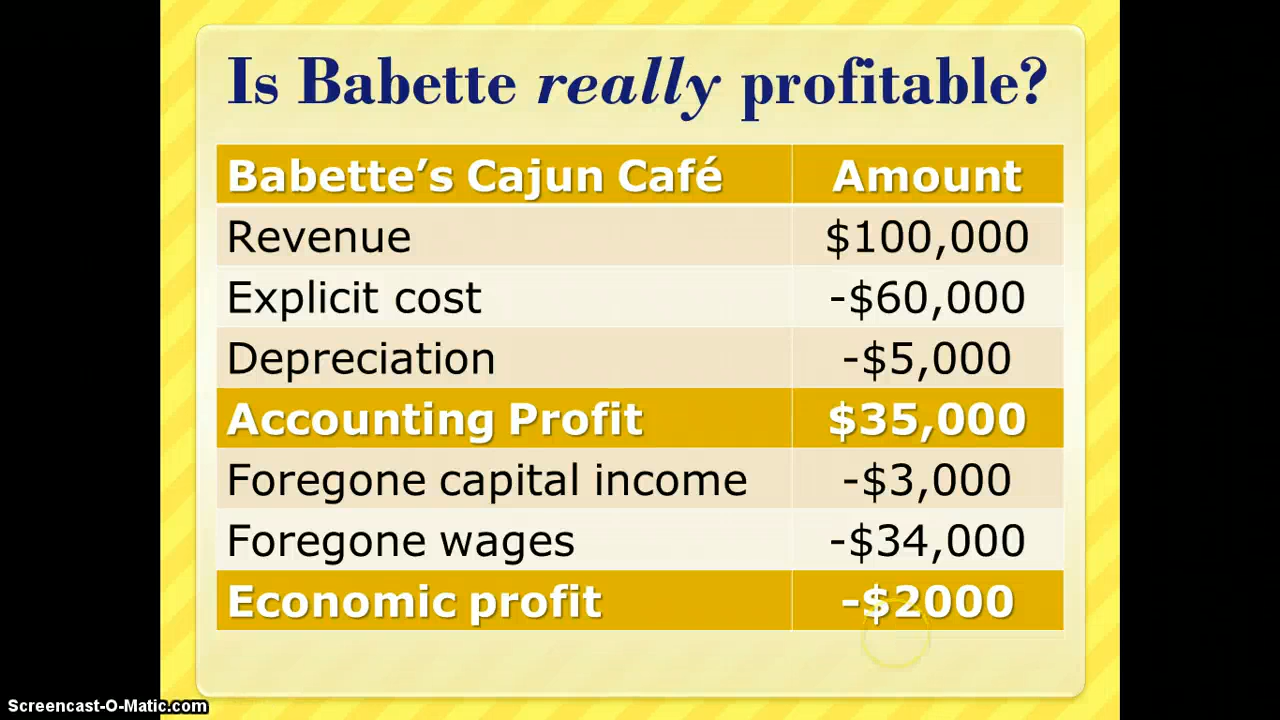 Is Babette really profitable?
Babette’s Cajun Café Amount
Revenue $100,000
Explicit cost -$60,000
Depreciation -$5,000
Accounting Profit $35,000
Foregone capital income -$3,000
Foregone wages -$34,000
Economic profit -$2000
Screencast-O-Matic.com